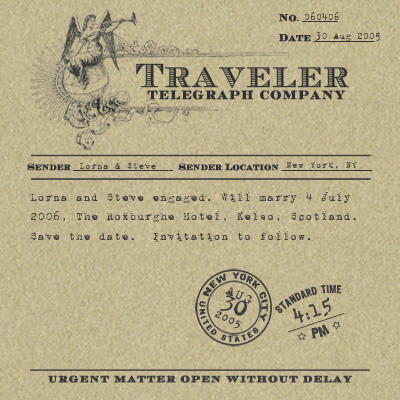 No. 060406
Date 30 Aug 2005
Traveler
Telegraph Company
Sender Lorna & Steve Sender Location New York, NY
Lorna and Steve engaged. Will marry 4 July
2006, The Roxburghe Hotel, Kelso, Scotland.
Save the date. Invitation to follow.
NEW YORK CITY
AUG
30
2005
UNITED STATES
STANDARD TIME
4:15
PM
URGENT MATTER OPEN WITHOUT DELAY